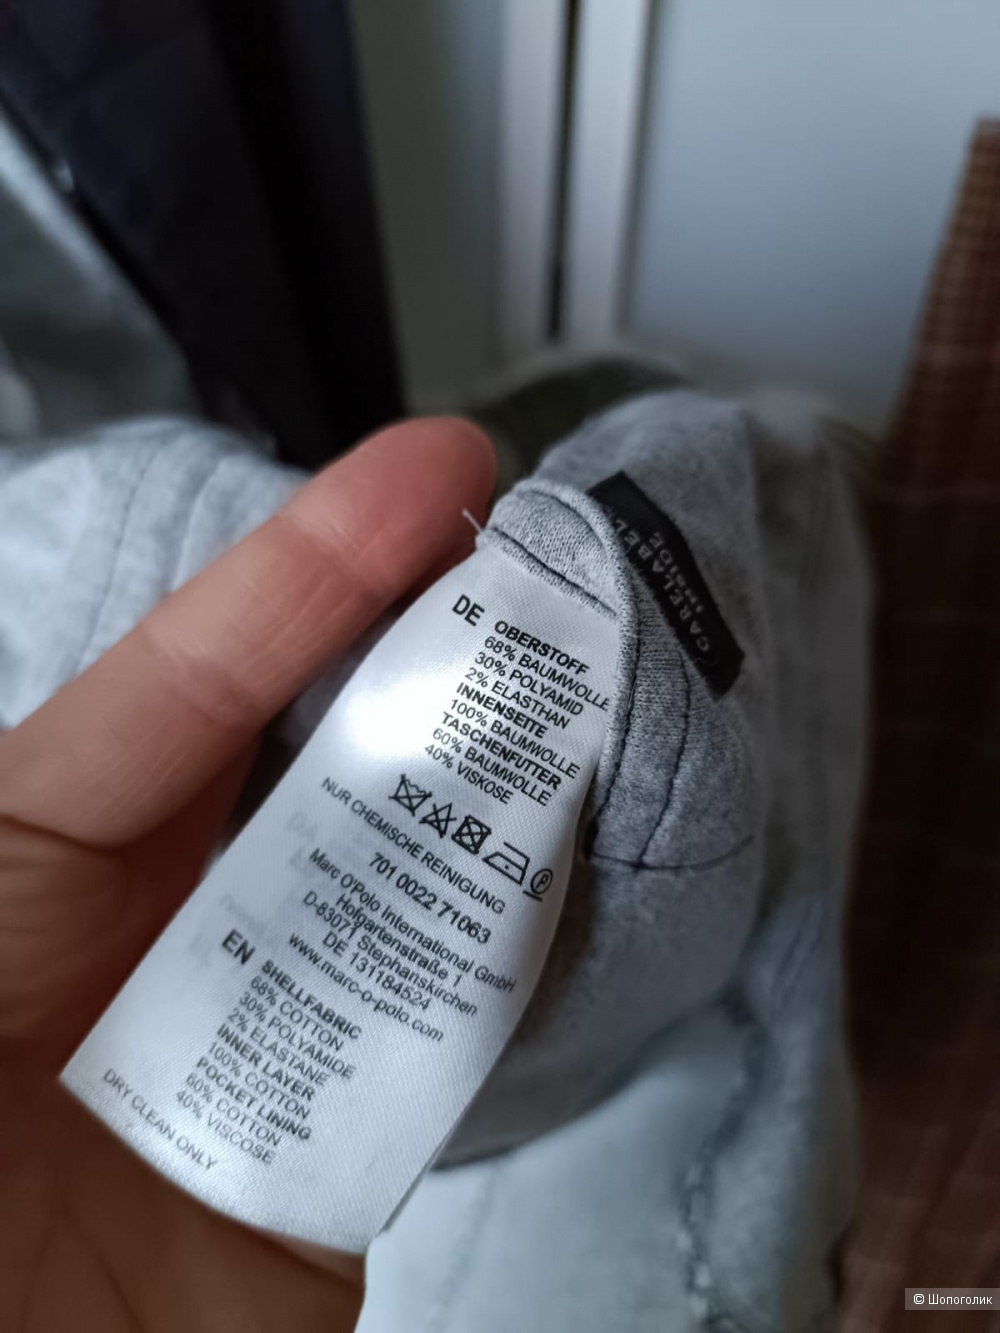 CARELABEL
INSIDE
DE
OBERSTOFF
68% BAUMWOLLE
30% POLYAMID
2% ELASTHAN
INNENSEITE
100% BAUMWOLLE
TASCHENFUTTER
60% BAUMWOLLE
40% VISKOSE
NUR CHEMISCHE REINIGUNG
701 0022 71063
Marc O'Polo International GmbH
Hofgartenstraße 1
D-83071 Stephanskirchen
DE 131184524
www.marc-o-polo.com
EN
SHELLFABRIC
68% COTTON
30% POLYAMIDE
2% ELASTANE
INNER LAYER
100% COTTON
POCKET LINING
60% COTTON
40% VISCOSE
DRY CLEAN ONLY
© Шопоголик